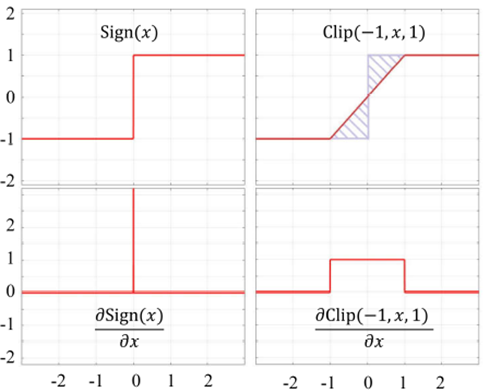 Sign(x)
Clip(−1, x, 1)
2
1
0
-1
-2
2
1
0
-1
-2
∂Sign(x)
∂x
∂Clip(−1, x, 1)
∂x
-2 -1 0 1 2
-2 -1 0 1 2